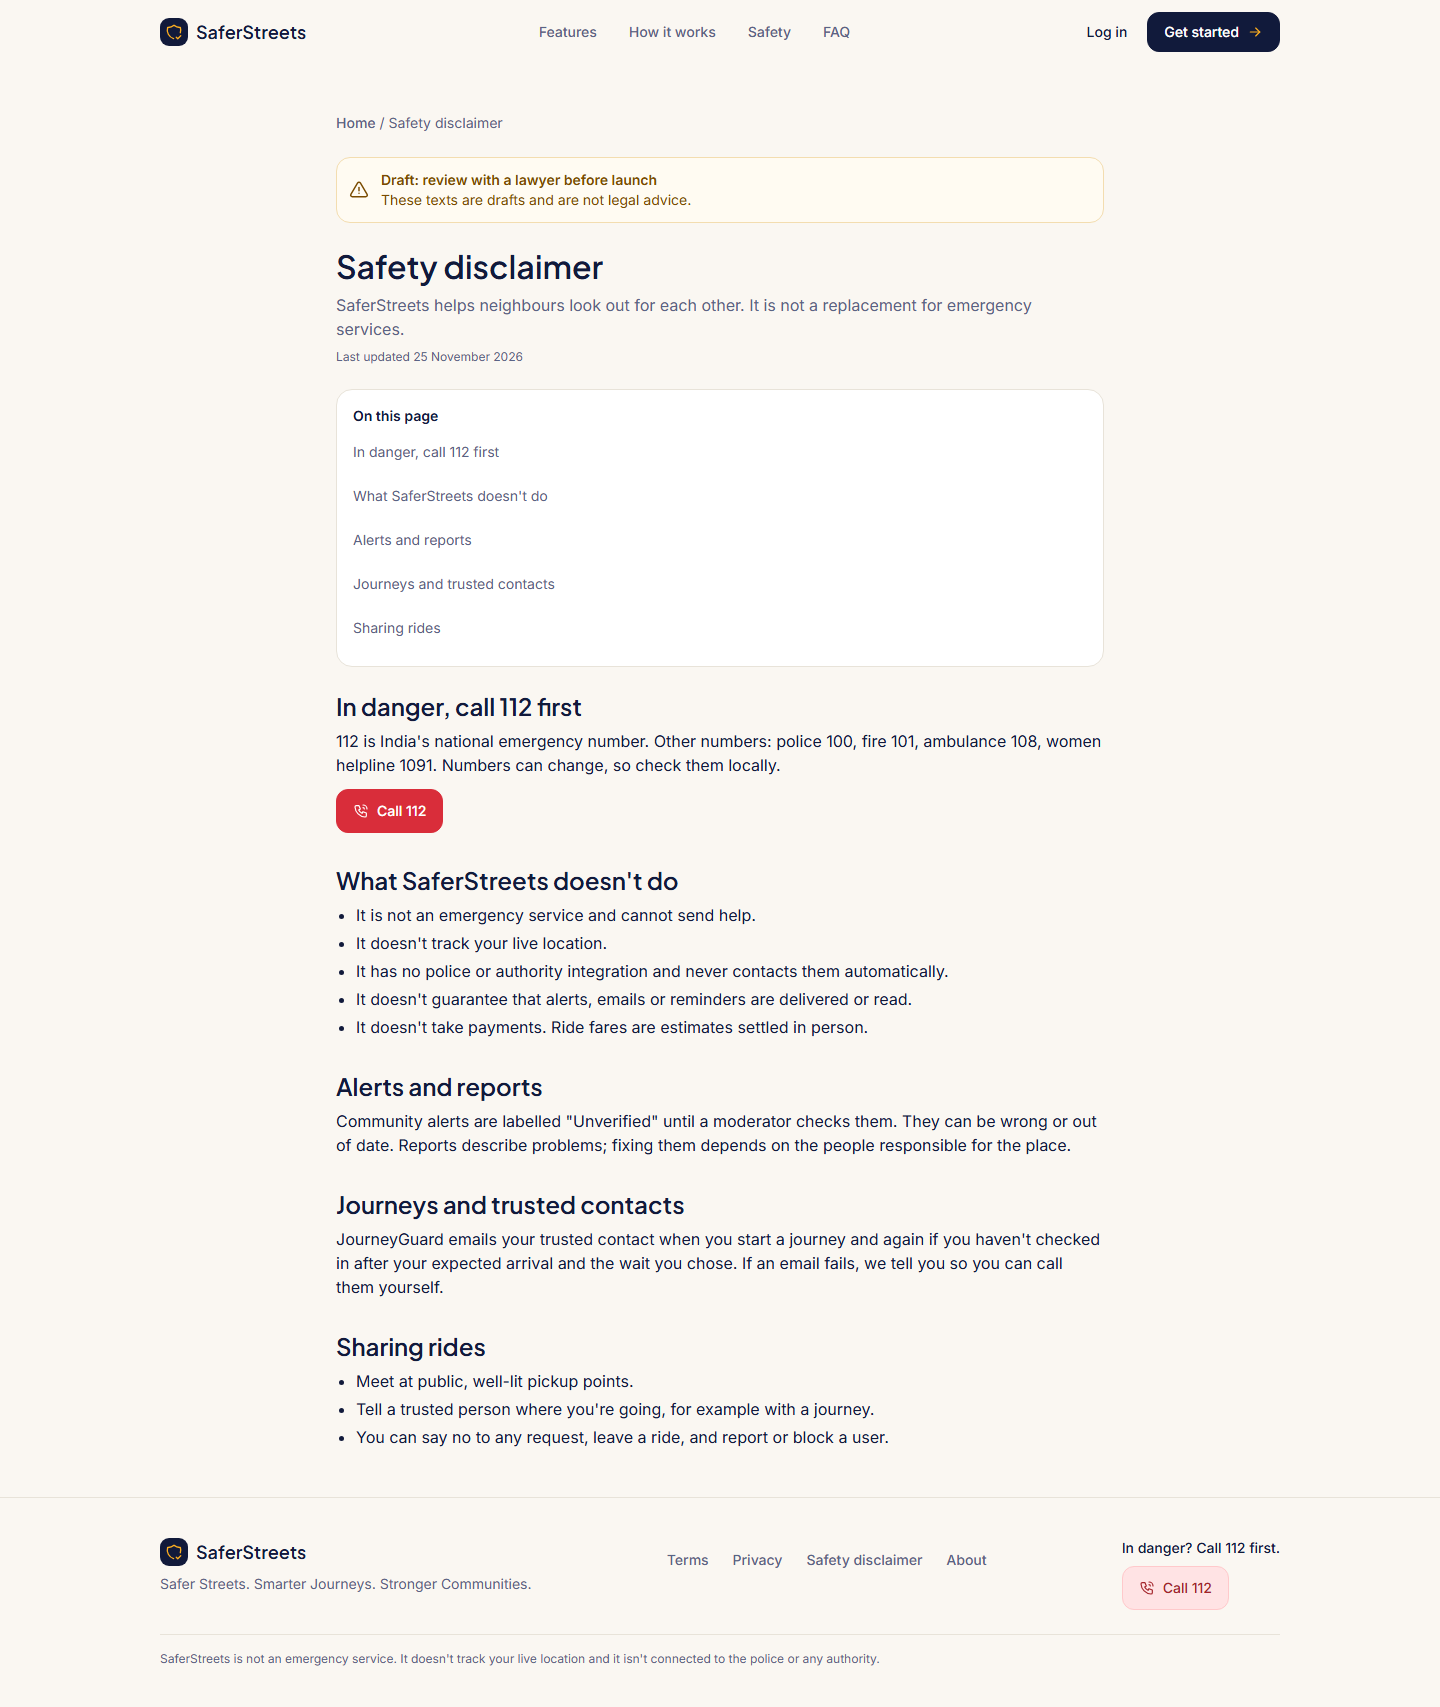 SaferStreets
Features
How it works
Safety
FAQ
Log in
Get started
Home / Safety disclaimer
Draft: review with a lawyer before launch
These texts are drafts and are not legal advice.
Safety disclaimer
SaferStreets helps neighbours look out for each other. It is not a replacement for emergency
services.
Last updated 25 November 2026
On this page
In danger, call 112 first
What SaferStreets doesn't do
Alerts and reports
Journeys and trusted contacts
Sharing rides
In danger, call 112 first
112 is India's national emergency number. Other numbers: police 100, fire 101, ambulance 108, women
helpline 1091. Numbers can change, so check them locally.
Call 112
What SaferStreets doesn't do
• It is not an emergency service and cannot send help.
• It doesn't track your live location.
• It has no police or authority integration and never contacts them automatically.
• It doesn't guarantee that alerts, emails or reminders are delivered or read.
• It doesn't take payments. Ride fares are estimates settled in person.
Alerts and reports
Community alerts are labelled "Unverified" until a moderator checks them. They can be wrong or out
of date. Reports describe problems; fixing them depends on the people responsible for the place.
Journeys and trusted contacts
JourneyGuard emails your trusted contact when you start a journey and again if you haven't checked
in after your expected arrival and the wait you chose. If an email fails, we tell you so you can call
them yourself.
Sharing rides
• Meet at public, well-lit pickup points.
• Tell a trusted person where you're going, for example with a journey.
• You can say no to any request, leave a ride, and report or block a user.
SaferStreets
Safer Streets. Smarter Journeys. Stronger Communities.
Terms
Privacy
Safety disclaimer
About
In danger? Call 112 first.
Call 112
SaferStreets is not an emergency service. It doesn't track your live location and it isn't connected to the police or any authority.